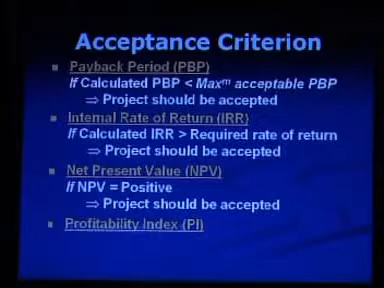 Acceptance Criterion
Payback Period (PBP)
If Calculated PBP < Maxᵐ acceptable PBP
⇒ Project should be accepted
Internal Rate of Return (IRR)
If Calculated IRR > Required rate of return
⇒ Project should be accepted
Net Present Value (NPV)
If NPV = Positive
⇒ Project should be accepted
Profitability Index (PI)